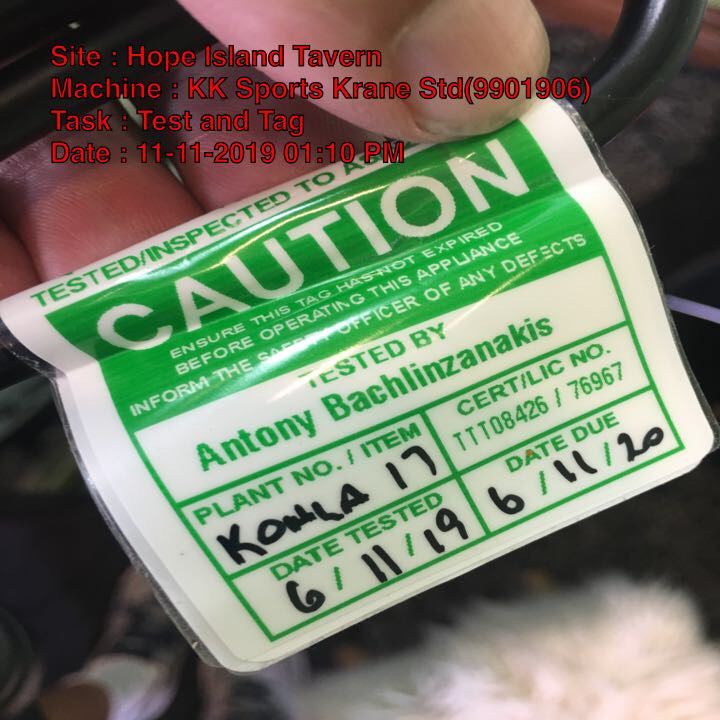 Site : Hope Island Tavern
Machine : KK Sports Krane Std(9901906)
Task : Test and Tag
Date : 11-11-2019 01:10 PM
TESTED/INSPECTED TO
CAUTION
ENSURE THIS TAG HAS NOT EXPIRED
BEFORE OPERATING THIS APPLIANCE
INFORM THE SAFETY OFFICER OF ANY DEFECTS
TESTED BY
Antony Bachlinzanakis
PLANT NO. / ITEM
17
CERT/LIC NO.
TTT08426 / 76967
DATE TESTED
6 / 11 / 19
DATE DUE
6 / 11 / 20